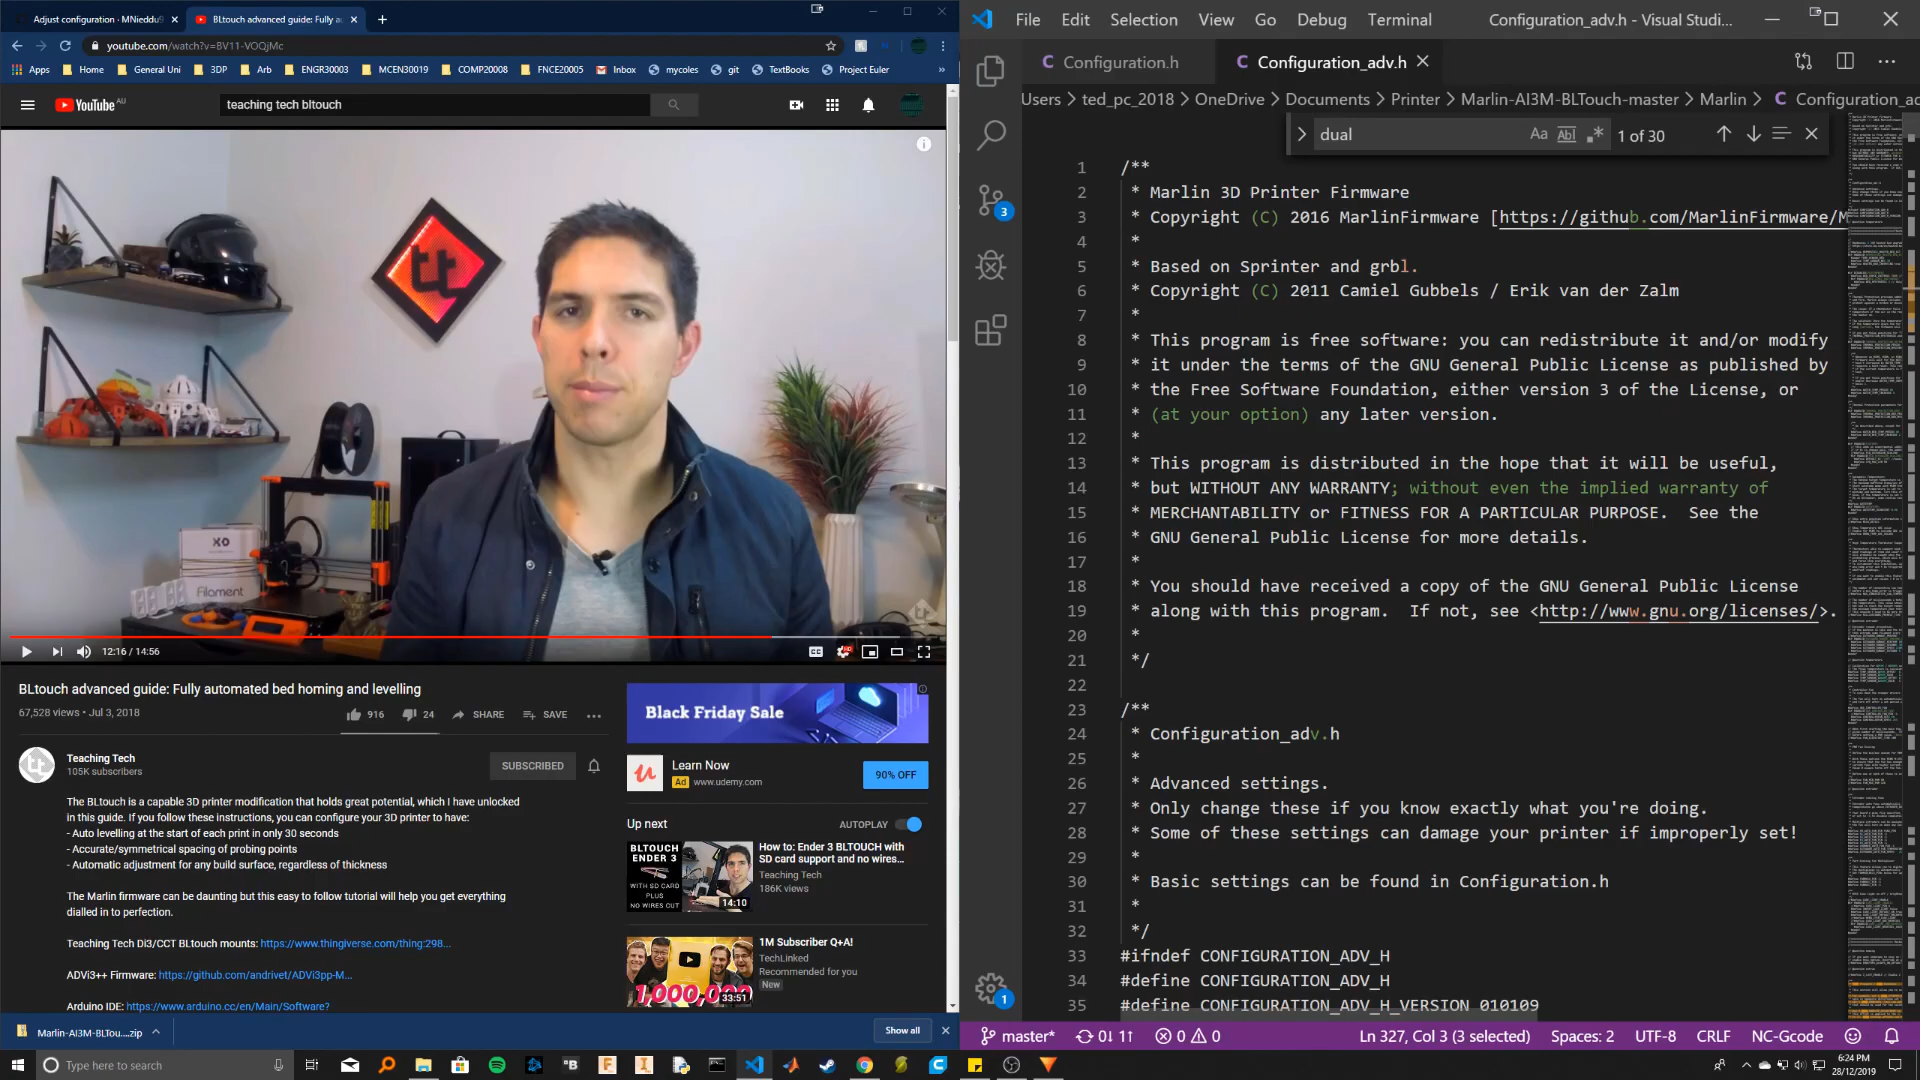 Adjust configuration - MNieddu9
BLtouch advanced guide: Fully au
youtube.com/watch?v=BV11-VOQjMc
Apps
Home
General Uni
3DP
Arb
ENGR30003
MCEN30019
COMP20008
FNCE20005
Inbox
mycoles
git
TextBooks
Project Euler
YouTube AU
teaching tech bltouch
XO
Filament
12:16 / 14:56
BLtouch advanced guide: Fully automated bed homing and levelling
67,528 views • Jul 3, 2018
916
24
SHARE
SAVE
Teaching Tech
105K subscribers
SUBSCRIBED
The BLtouch is a capable 3D printer modification that holds great potential, which I have unlocked
in this guide. If you follow these instructions, you can configure your 3D printer to have:
- Auto levelling at the start of each print in only 30 seconds
- Accurate/symmetrical spacing of probing points
- Automatic adjustment for any build surface, regardless of thickness
The Marlin firmware can be daunting but this easy to follow tutorial will help you get everything
dialled in to perfection.
Teaching Tech Di3/CCT BLtouch mounts: https://www.thingiverse.com/thing:298...
ADVi3++ Firmware: https://github.com/andrivet/ADVi3pp-M...
Arduino IDE: https://www.arduino.cc/en/Main/Software?
Black Friday Sale
Learn Now
Ad www.udemy.com
90% OFF
Up next
AUTOPLAY
BLTOUCH
ENDER 3
WITH SD CARD
PLUS
NO WIRES CUT
14:10
How to: Ender 3 BLTOUCH with
SD card support and no wires...
Teaching Tech
186K views
1,000,000
33:51
1M Subscriber Q+A!
TechLinked
Recommended for you
New
Marlin-AI3M-BLTou....zip
Show all
Type here to search
File Edit Selection View Go Debug Terminal
Configuration_adv.h - Visual Studi...
C Configuration.h
C Configuration_adv.h
Users > ted_pc_2018 > OneDrive > Documents > Printer > Marlin-AI3M-BLTouch-master > Marlin > C Configuration_ad
dual
Aa Abl .*
1 of 30
3
1
1 /**
2 * Marlin 3D Printer Firmware
3 * Copyright (C) 2016 MarlinFirmware [https://github.com/MarlinFirmware/M
4 *
5 * Based on Sprinter and grbl.
6 * Copyright (C) 2011 Camiel Gubbels / Erik van der Zalm
7 *
8 * This program is free software: you can redistribute it and/or modify
9 * it under the terms of the GNU General Public License as published by
10 * the Free Software Foundation, either version 3 of the License, or
11 * (at your option) any later version.
12 *
13 * This program is distributed in the hope that it will be useful,
14 * but WITHOUT ANY WARRANTY; without even the implied warranty of
15 * MERCHANTABILITY or FITNESS FOR A PARTICULAR PURPOSE.  See the
16 * GNU General Public License for more details.
17 *
18 * You should have received a copy of the GNU General Public License
19 * along with this program.  If not, see <http://www.gnu.org/licenses/>.
20 *
21 */
22
23 /**
24 * Configuration_adv.h
25 *
26 * Advanced settings.
27 * Only change these if you know exactly what you're doing.
28 * Some of these settings can damage your printer if improperly set!
29 *
30 * Basic settings can be found in Configuration.h
31 *
32 */
33 #ifndef CONFIGURATION_ADV_H
34 #define CONFIGURATION_ADV_H
35 #define CONFIGURATION_ADV_H_VERSION 010109
master*
0↓ 1↑
0
0
Ln 327, Col 3 (3 selected)
Spaces: 2
UTF-8
CRLF
NC-Gcode
6:24 PM
28/12/2019